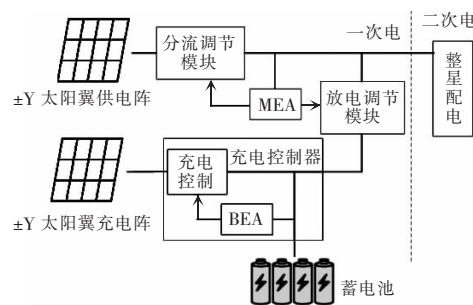 一次电
二次电
分流调节
模块
±Y 太阳翼供电阵
MEA
放电调节
模块
整星配电
充电控制器
充电
控制
BEA
±Y 太阳翼充电阵
蓄电池